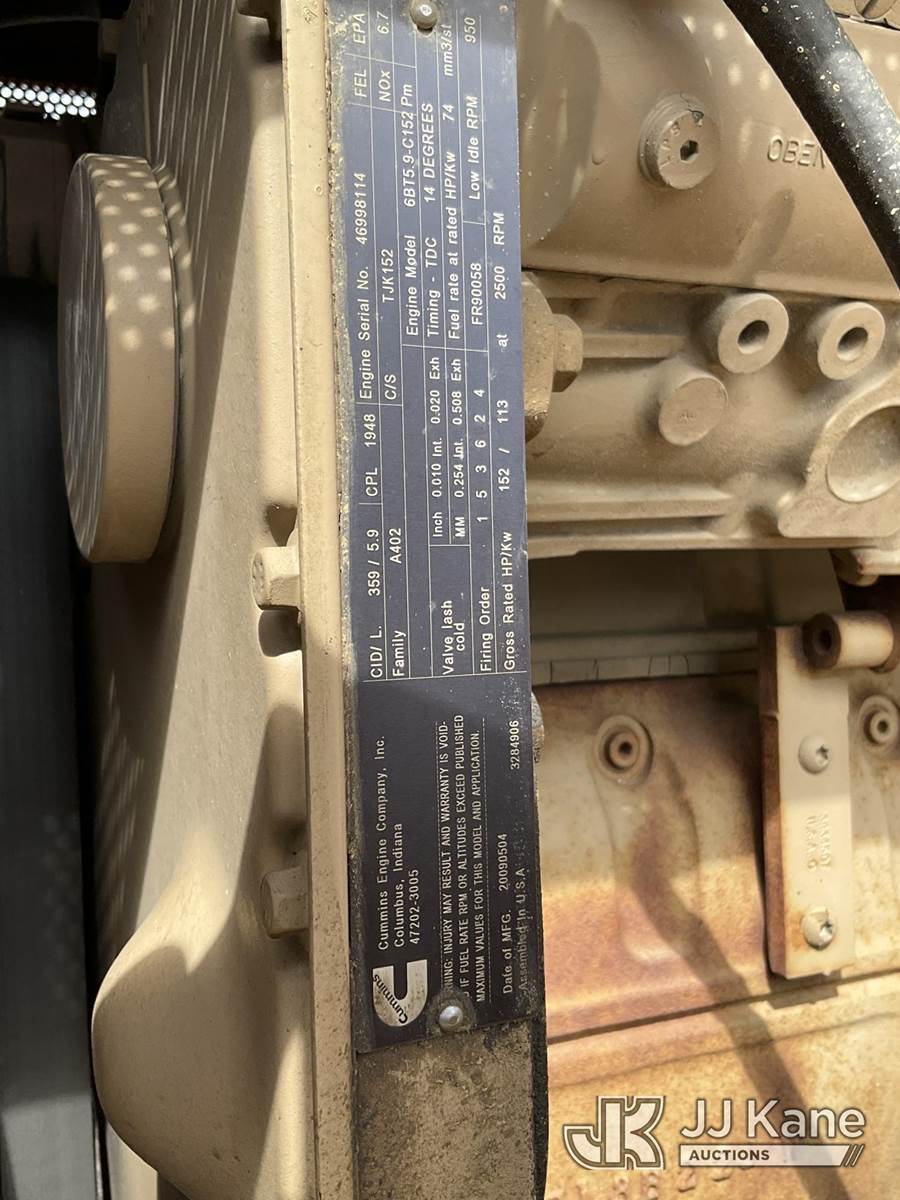 Cummins
Cummins Engine Company, Inc.
Columbus, Indiana
47202-3005
INJURY MAY RESULT AND WARRANTY IS VOID-
IF FUEL RATE RPM OR ALTITUDES EXCEED PUBLISHED
MAXIMUM VALUES FOR THIS MODEL AND APPLICATION.
Date of MFG. 20090504 3284906
Assembled in U.S.A
CID/ L. 359 / 5.9 CPL 1948 Engine Serial No. 46998114 FEL EPA
Family A402 C/S TJK152 NOx 6.7
Engine Model 6BT5.9-C152 Pm
Valve lash cold Inch 0.010 Int. 0.020 Exh Timing - TDC 14 DEGREES
MM 0.254 Int. 0.508 Exh Fuel rate at rated HP/Kw 74 mm3/st
Firing Order 1 5 3 6 2 4 FR90058 Low Idle RPM 950
Gross Rated HP/Kw 152 / 113 at 2500 RPM
OBEN
JK JJ Kane
AUCTIONS